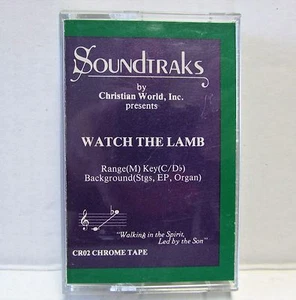 SOUNDTRAKS
by
Christian World, Inc.
presents
WATCH THE LAMB
Range(M) Key(C/D♭)
Background(Stgs, EP, Organ)
"Walking in the Spirit,
Led by the Son"
CR02 CHROME TAPE